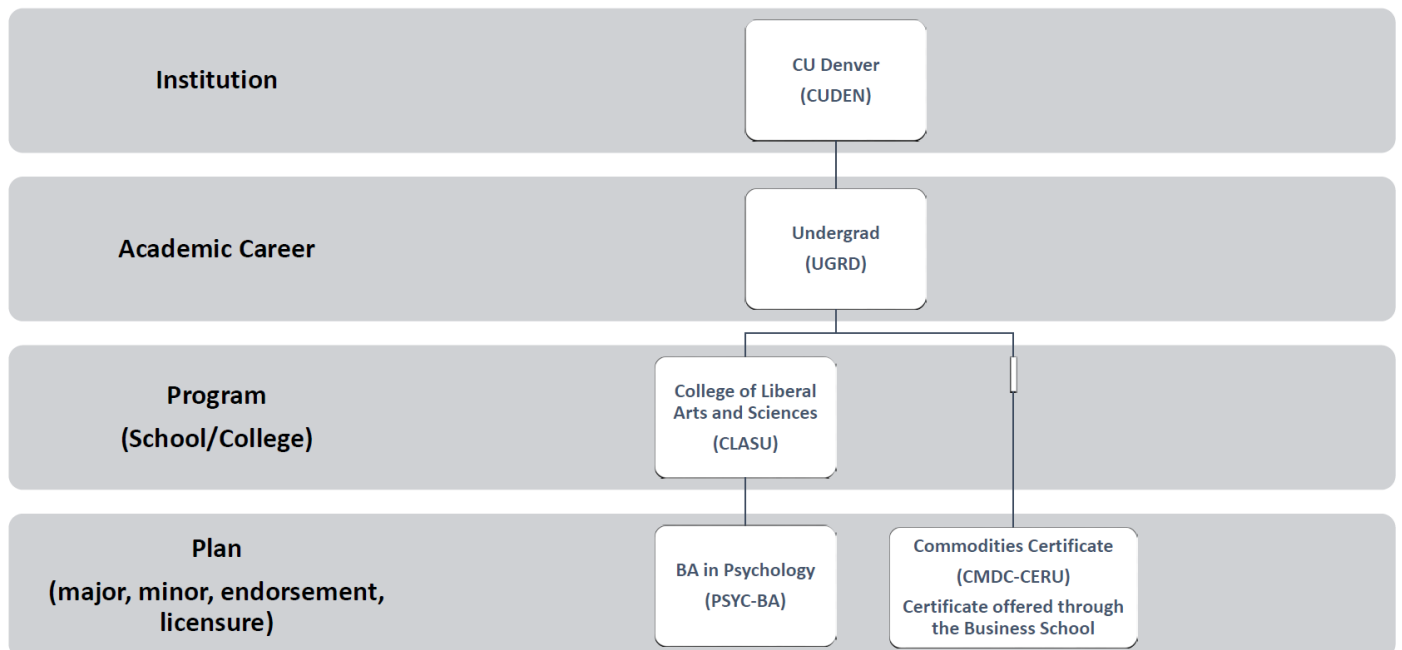 Institution
CU Denver
(CUDEN)
Academic Career
Undergrad
(UGRD)
Program
(School/College)
College of Liberal
Arts and Sciences
(CLASU)
Plan
(major, minor, endorsement,
licensure)
BA in Psychology
(PSYC-BA)
Commodities Certificate
(CMDC-CERU)
Certificate offered through
the Business School